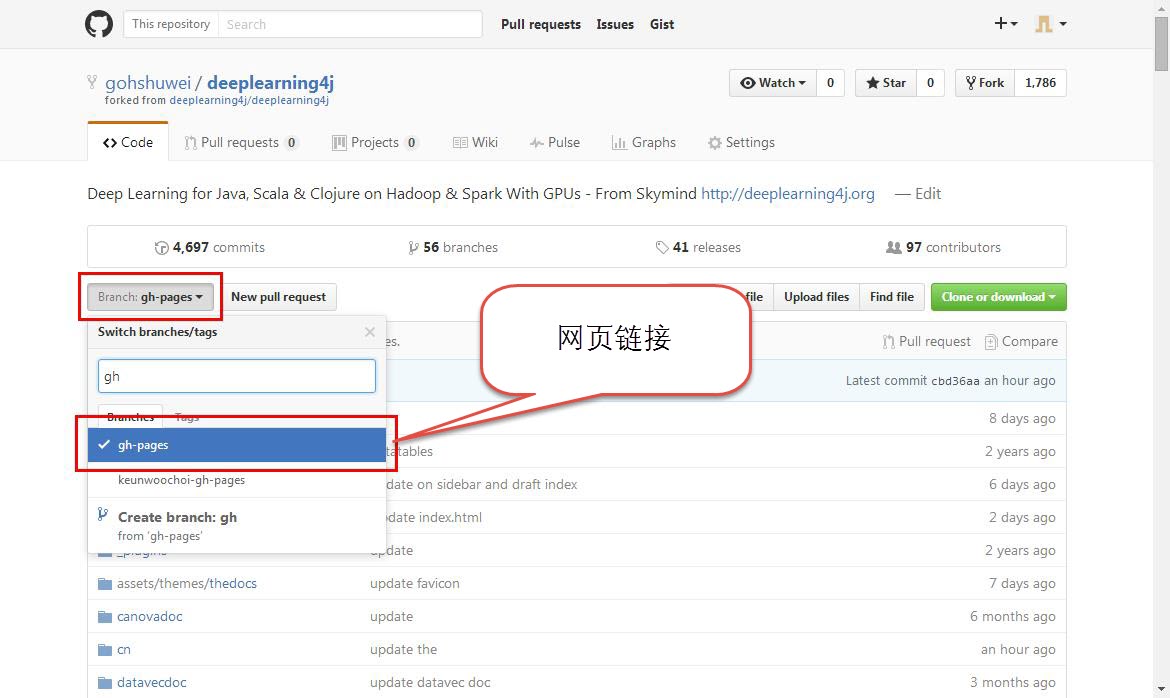 This repository Search Pull requests Issues Gist
gohshuwei / deeplearning4j
forked from deeplearning4j/deeplearning4j
Watch 0 Star 0 Fork 1,786
Code Pull requests 0 Projects 0 Wiki Pulse Graphs Settings
Deep Learning for Java, Scala & Clojure on Hadoop & Spark With GPUs - From Skymind http://deeplearning4j.org — Edit
4,697 commits 56 branches 41 releases 97 contributors
Branch: gh-pages New pull request file Upload files Find file Clone or download
Switch branches/tags
网页链接
es. Pull request Compare
gh
Latest commit cbd36aa an hour ago
Branches Tags
8 days ago
gh-pages
tatables 2 years ago
keunwoochoi-gh-pages
date on sidebar and draft index 6 days ago
Create branch: gh
from 'gh-pages'
date index.html 2 days ago
_plugins date 2 years ago
assets/themes/thedocs update favicon 7 days ago
canovadoc update 6 months ago
cn update the an hour ago
datavecdoc update datavec doc 3 months ago